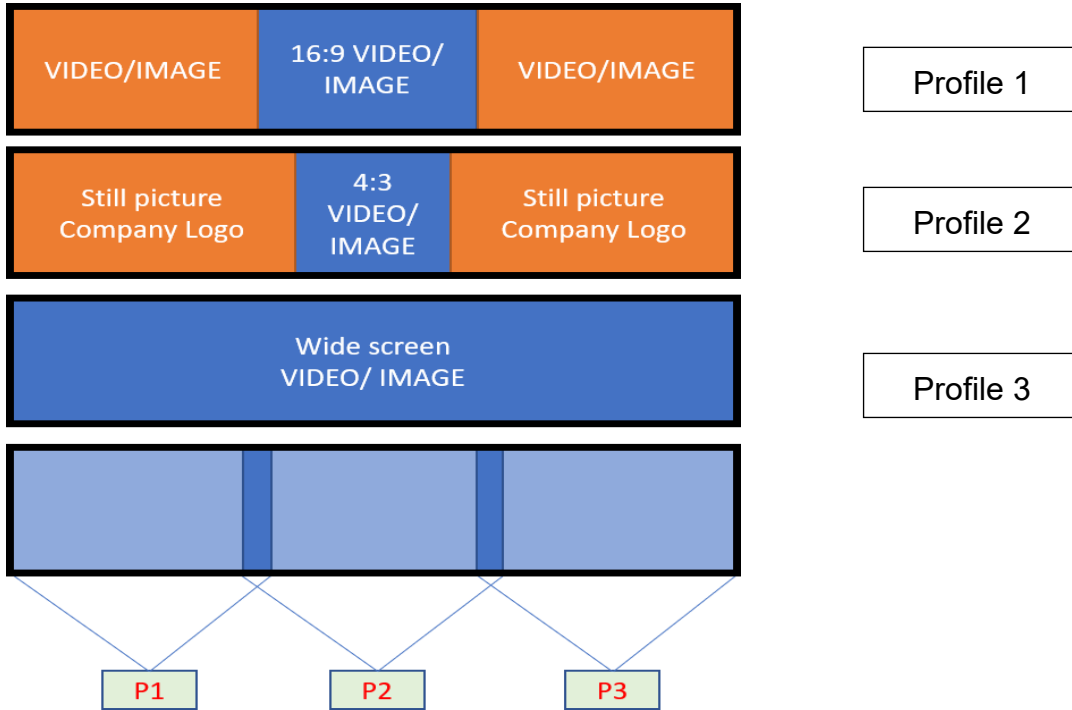 VIDEO/IMAGE
16:9 VIDEO/
IMAGE
VIDEO/IMAGE
Profile 1
Still picture
Company Logo
4:3
VIDEO/
IMAGE
Still picture
Company Logo
Profile 2
Wide screen
VIDEO/ IMAGE
Profile 3
P1
P2
P3